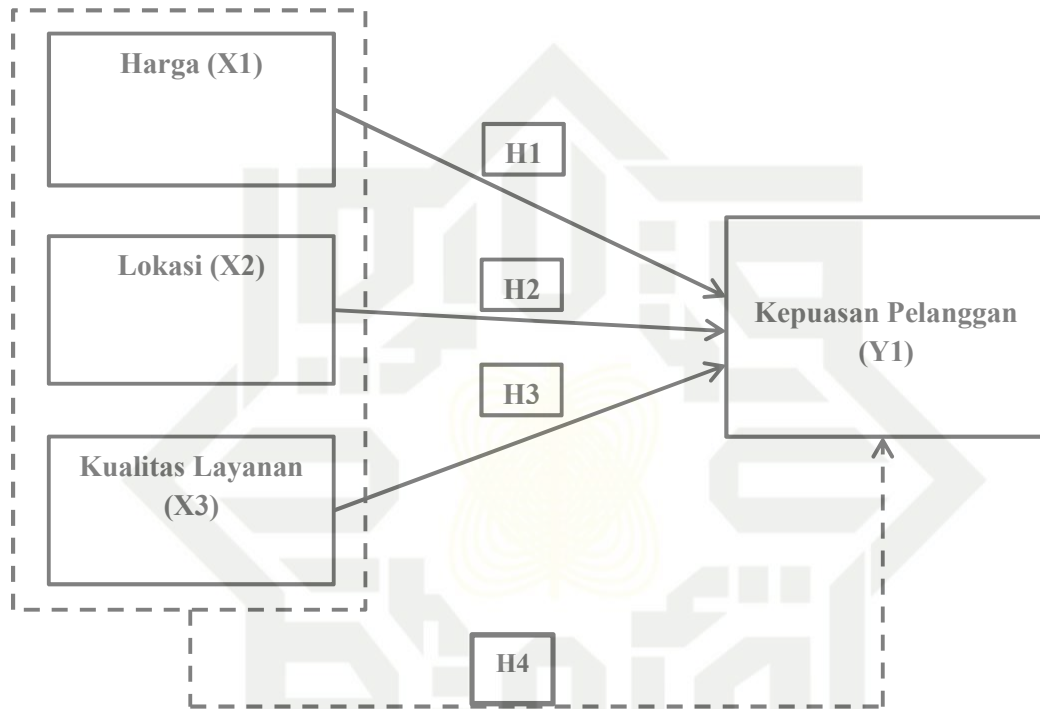 Harga (X1)
H1
Lokasi (X2)
H2
Kepuasan Pelanggan
(Y1)
H3
Kualitas Layanan
(X3)
H4